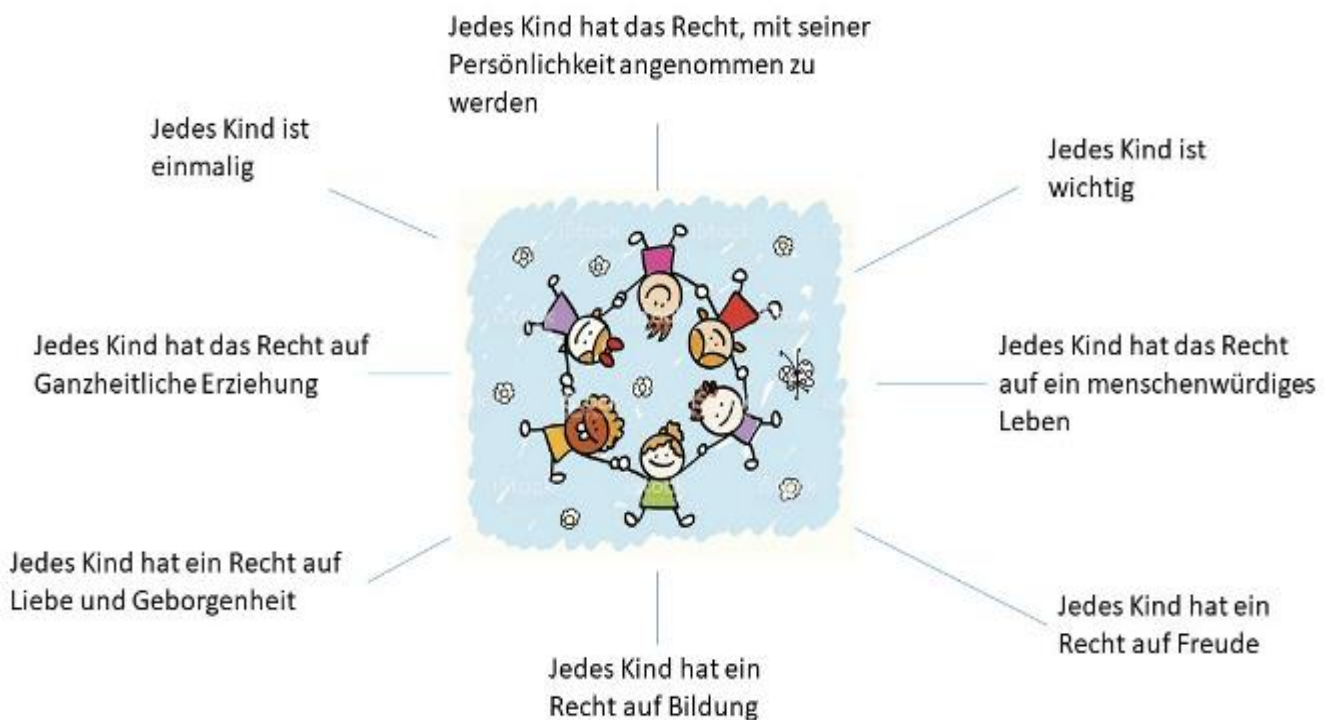 Jedes Kind hat das Recht, mit seiner
Persönlichkeit angenommen zu
werden
Jedes Kind ist
einmalig
Jedes Kind ist
wichtig
Jedes Kind hat das Recht auf
Ganzheitliche Erziehung
Jedes Kind hat das Recht
auf ein menschenwürdiges
Leben
Jedes Kind hat ein Recht auf
Liebe und Geborgenheit
Jedes Kind hat ein
Recht auf Freude
Jedes Kind hat ein
Recht auf Bildung
iStock
iStock
iStock